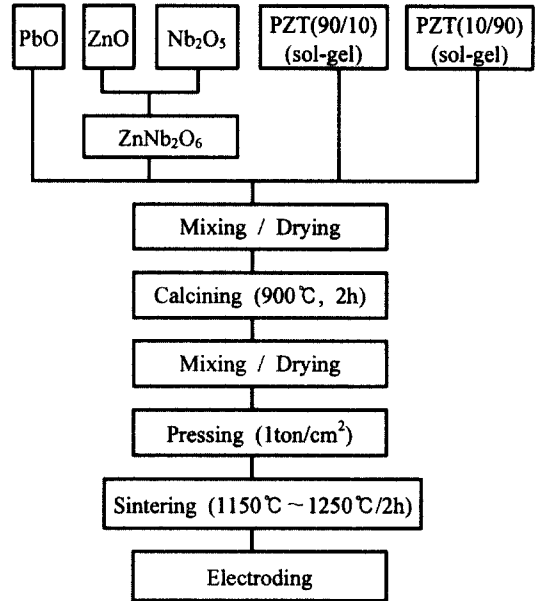 PbO
ZnO
Nb₂O₅
PZT(90/10)
(sol-gel)
PZT(10/90)
(sol-gel)
ZnNb₂O₆
Mixing / Drying
Calcining (900℃, 2h)
Mixing / Drying
Pressing (1ton/cm²)
Sintering (1150℃～1250℃/2h)
Electroding